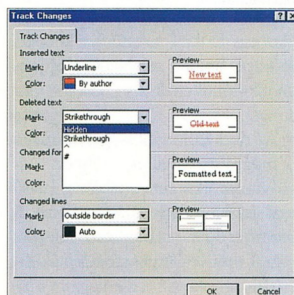 Track Changes
Track Changes
Inserted text
Mark: Underline
Color: By author
Preview
New text
Deleted text
Mark: Strikethrough
Color:
Hidden
Strikethrough
^
#
Preview
Old text
Changed for
Mark:
Color:
Preview
Formatted text
Changed lines
Mark: Outside border
Color: Auto
Preview
OK Cancel